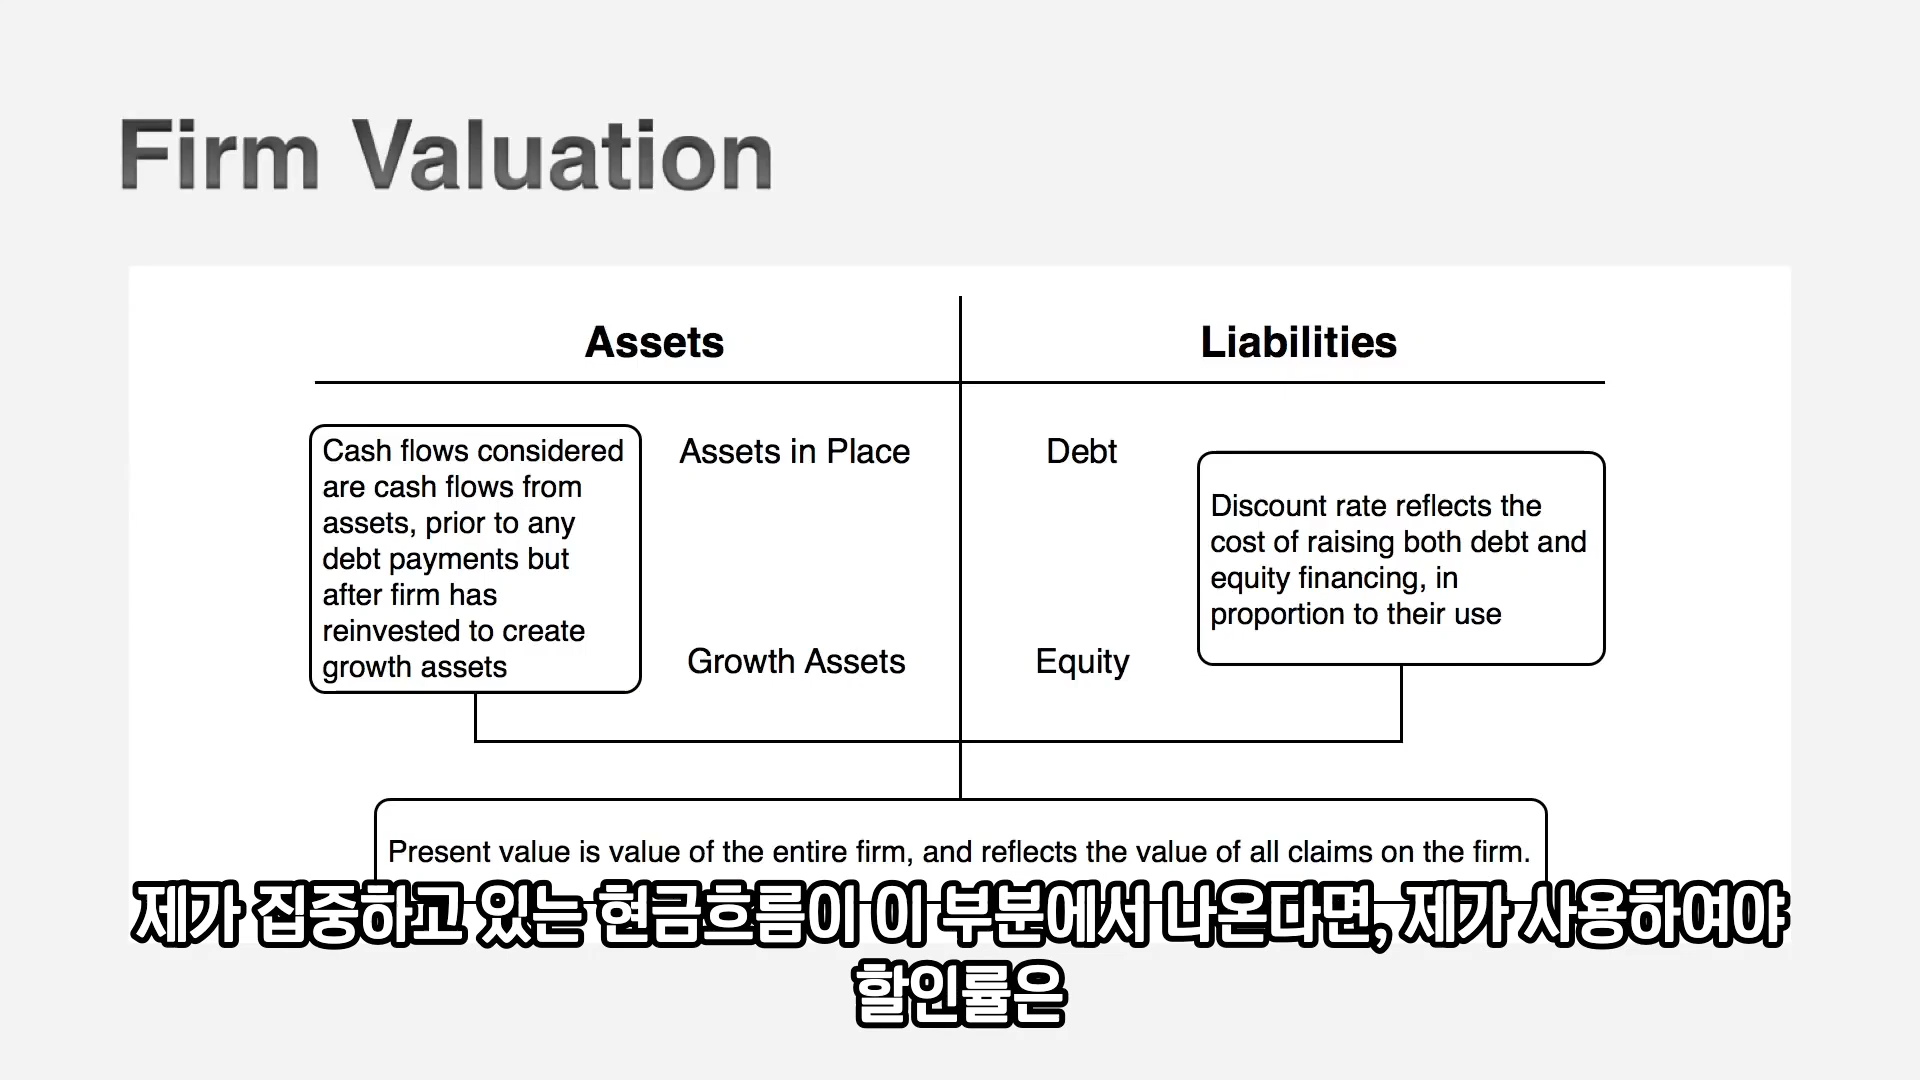 Firm Valuation
Assets
Liabilities
Cash flows considered
are cash flows from
assets, prior to any
debt payments but
after firm has
reinvested to create
growth assets
Assets in Place
Growth Assets
Debt
Equity
Discount rate reflects the
cost of raising both debt and
equity financing, in
proportion to their use
Present value is value of the entire firm, and reflects the value of all claims on the firm.
제가 집중하고 있는 현금흐름이 이 부분에서 나온다면, 제가 사용하여야
할인률은